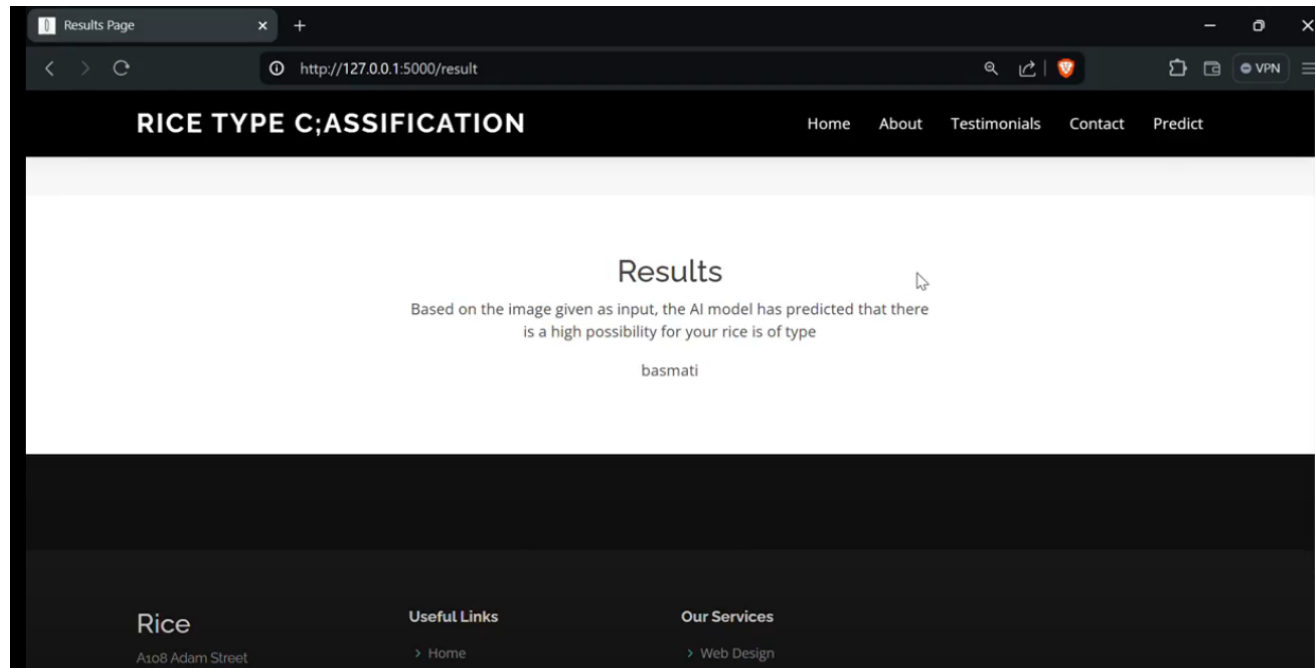 Results Page
http://127.0.0.1:5000/result
VPN
RICE TYPE C;ASSIFICATION
Home About Testimonials Contact Predict
Results
Based on the image given as input, the AI model has predicted that there
is a high possibility for your rice is of type
basmati
Rice Useful Links Our Services
A108 Adam Street > Home > Web Design